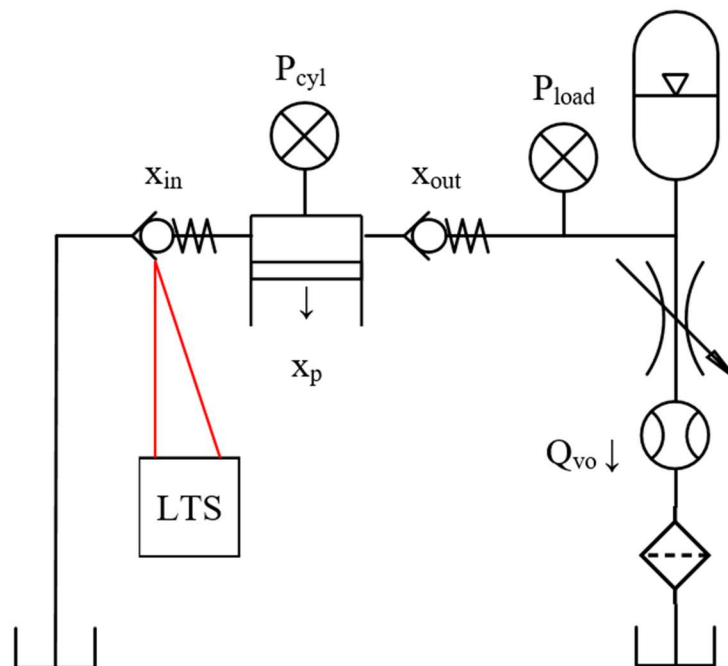 P_cyl
P_load
x_in
x_out
x_p
LTS
Q_vo ↓